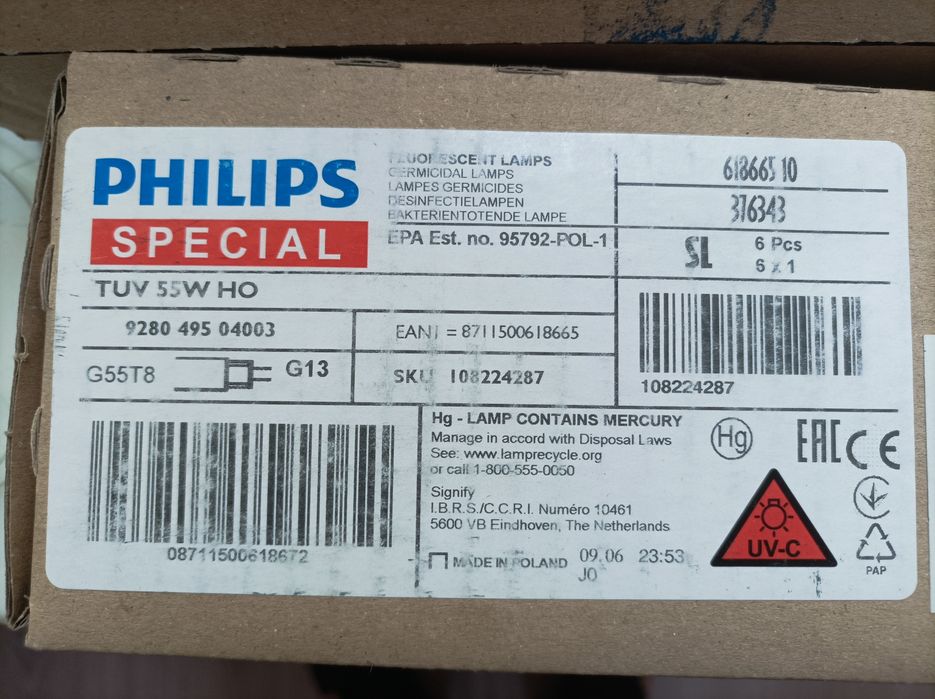 PHILIPS
SPECIAL
FLUORESCENT LAMPS
GERMICIDAL LAMPS
LAMPES GERMICIDES
DESINFECTIELAMPEN
BAKTERIENTOTENDE LAMPE
EPA Est. no. 95792-POL-1
618665 10
376343
SL
6 Pcs
6 x 1
TUV 55W HO
9280 495 04003
EAN1 = 8711500618665
G55T8
G13
SKU 108224287
108224287
08711500618672
Hg - LAMP CONTAINS MERCURY
Manage in accord with Disposal Laws
See: www.lamprecycle.org
or call 1-800-555-0050
Signify
I.B.R.S./C.C.R.I. Numéro 10461
5600 VB Eindhoven, The Netherlands
MADE IN POLAND
09.06 23:53
JO
Hg
EAC CE
UV-C
PAP